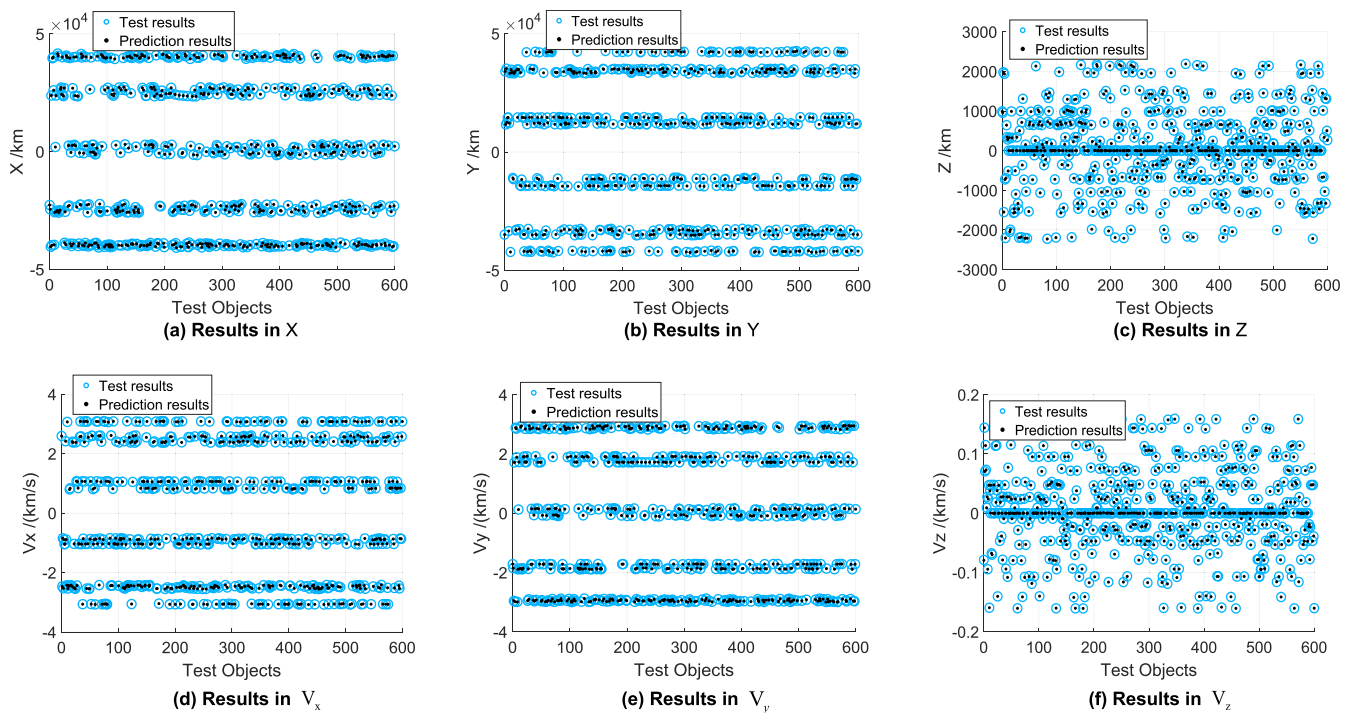 ×10⁴
Test results
Prediction results
5
0
-5
X /km
0 100 200 300 400 500 600
Test Objects
(a) Results in X
×10⁴
Test results
Prediction results
5
0
-5
Y /km
0 100 200 300 400 500 600
Test Objects
(b) Results in Y
Test results
Prediction results
3000
2000
1000
0
-1000
-2000
-3000
Z /km
0 100 200 300 400 500 600
Test Objects
(c) Results in Z
Test results
Prediction results
4
2
0
-2
-4
Vx /(km/s)
0 100 200 300 400 500 600
Test Objects
(d) Results in Vₓ
Test results
Prediction results
4
2
0
-2
-4
Vy /(km/s)
0 100 200 300 400 500 600
Test Objects
(e) Results in V_y
Test results
Prediction results
0.2
0.1
0
-0.1
-0.2
Vz /(km/s)
0 100 200 300 400 500 600
Test Objects
(f) Results in V_z